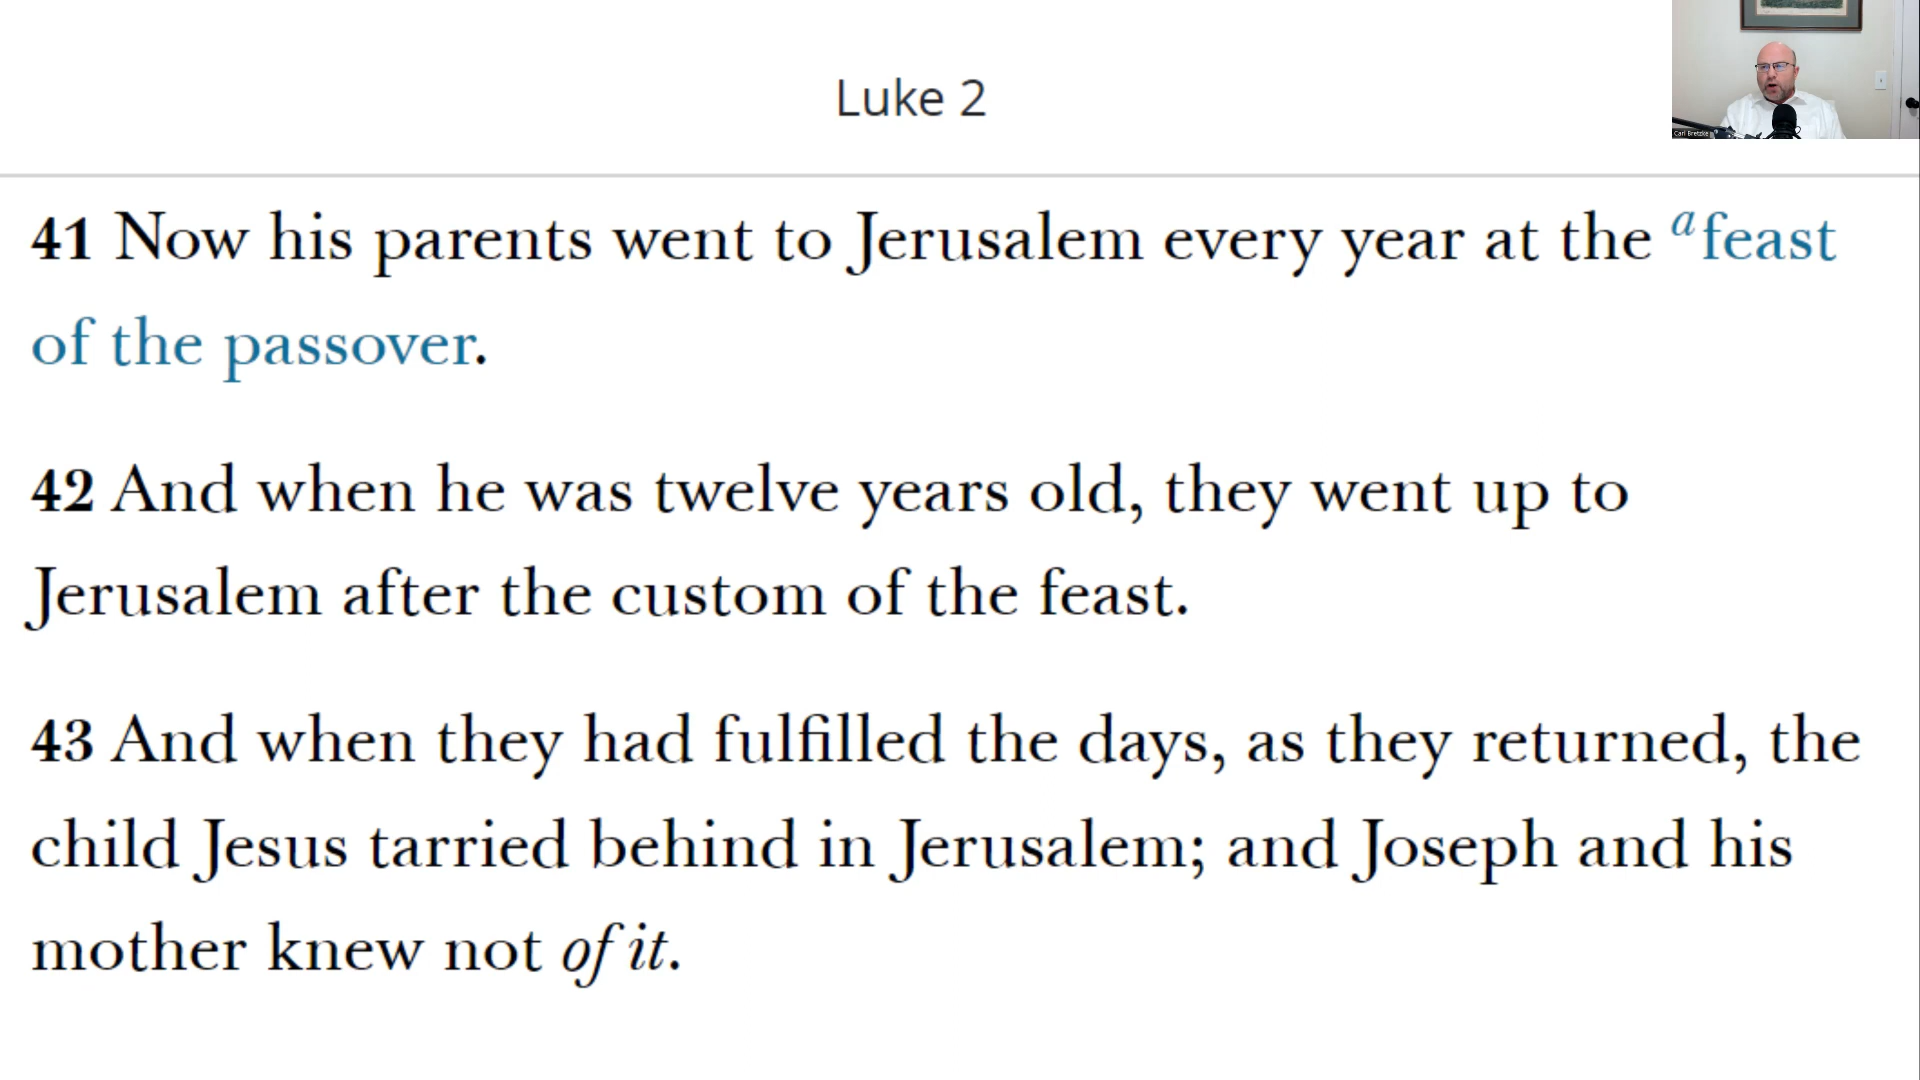 Luke 2
Carl Bretzke
41 Now his parents went to Jerusalem every year at the a feast
of the passover.
42 And when he was twelve years old, they went up to
Jerusalem after the custom of the feast.
43 And when they had fulfilled the days, as they returned, the
child Jesus tarried behind in Jerusalem; and Joseph and his
mother knew not of it.